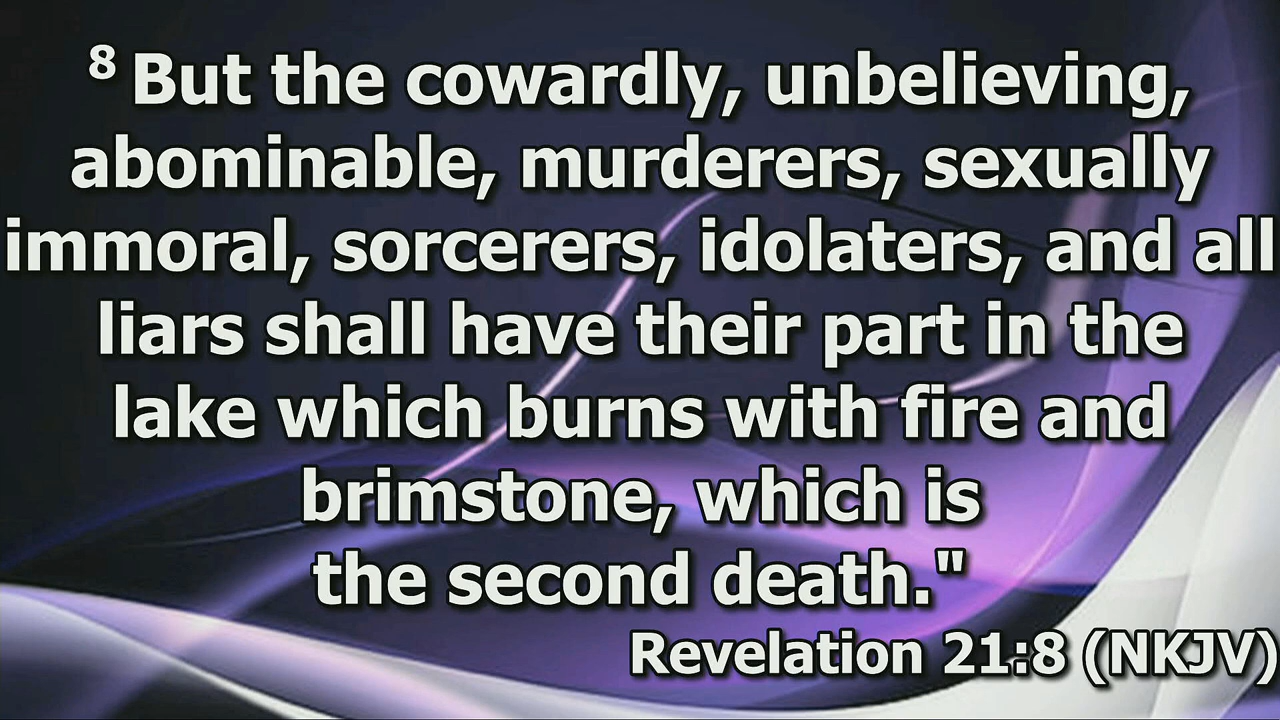 8 But the cowardly, unbelieving,
abominable, murderers, sexually
immoral, sorcerers, idolaters, and all
liars shall have their part in the
lake which burns with fire and
brimstone, which is
the second death."
Revelation 21:8 (NKJV)